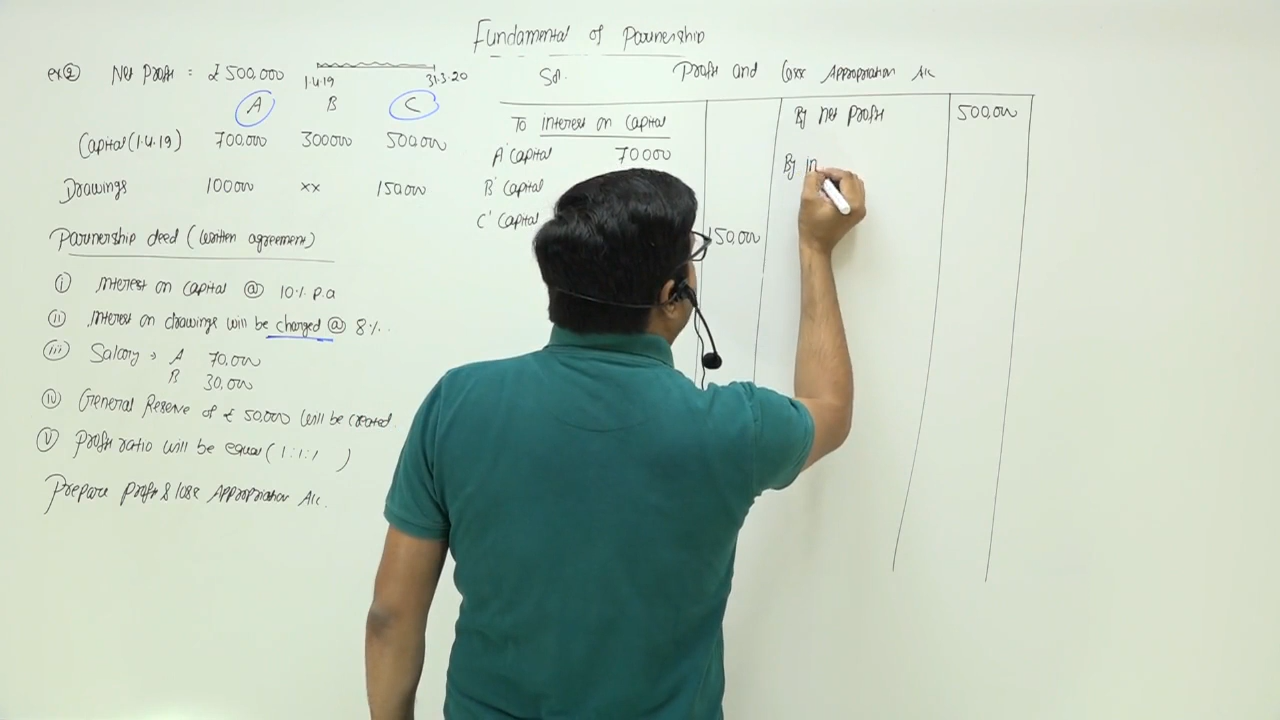 Fundamental of Partnership
ex② Net Profit = ₹ 500,000
1.4.19 31.3.20
A B C
Capital (1.4.19) 700,000 300000 500,000
Drawings 100000 xx 150,000
Partnership deed (written agreement)
(i) Interest on Capital @ 10% p.a
(ii) Interest on drawings will be charged @ 8%.
(iii) Salary → A 70,000
B 30,000
(iv) General Reserve of ₹ 50,000 will be created.
(v) Profit ratio will be equal (1:1:1 )
Prepare Profit & loss Appropriation A/c.
Sol. Profit and Loss Appropriation A/c
To Interest on Capital
A' Capital 70000
B' Capital
C' Capital
150,000
By Net Profit 500,000
By In